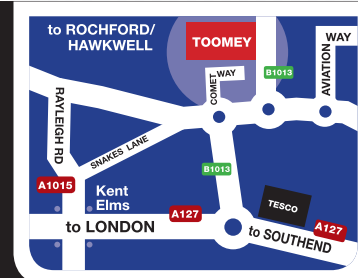 to ROCHFORD/
HAWKWELL
TOOMEY
WAY
COMET
WAY
AVIATION
B1013
RAYLEIGH RD
SNAKES LANE
B1013
A1015
Kent
Elms
TESCO
A127
to LONDON
A127
to SOUTHEND